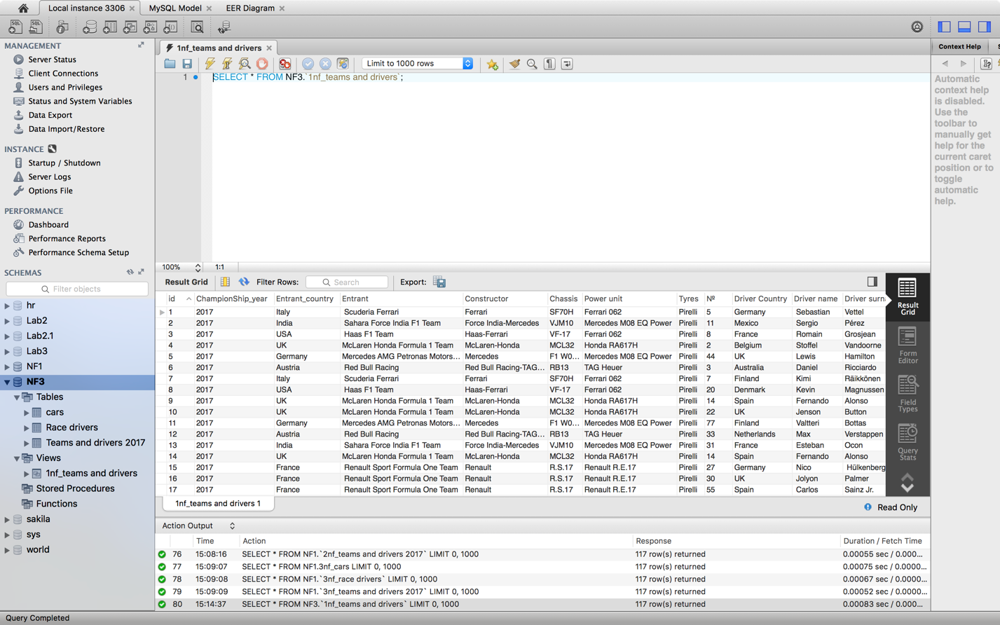 Local instance 3306
MySQL Model
EER Diagram
MANAGEMENT
Server Status
Client Connections
Users and Privileges
Status and System Variables
Data Export
Data Import/Restore
INSTANCE
Startup / Shutdown
Server Logs
Options File
PERFORMANCE
Dashboard
Performance Reports
Performance Schema Setup
SCHEMAS
Filter objects
hr
Lab2
Lab2.1
Lab3
NF1
NF3
Tables
cars
Race drivers
Teams and drivers 2017
Views
1nf_teams and drivers
Stored Procedures
Functions
sakila
sys
world
1nf_teams and drivers
Limit to 1000 rows
1 SELECT * FROM NF3.`1nf_teams and drivers`;
100% 1:1
Result Grid Filter Rows: Search Export:
id ChampionShip_year Entrant_country Entrant Constructor Chassis Power unit Tyres № Driver Country Driver name Driver surn
1 2017 Italy Scuderia Ferrari Ferrari SF70H Ferrari 062 Pirelli 5 Germany Sebastian Vettel
2 2017 India Sahara Force India F1 Team Force India-Mercedes VJM10 Mercedes M08 EQ Power Pirelli 11 Mexico Sergio Pérez
3 2017 USA Haas F1 Team Haas-Ferrari VF-17 Ferrari 062 Pirelli 8 France Romain Grosjean
4 2017 UK McLaren Honda Formula 1 Team McLaren-Honda MCL32 Honda RA617H Pirelli 2 Belgium Stoffel Vandoorne
5 2017 Germany Mercedes AMG Petronas Motors... Mercedes F1 W0... Mercedes M08 EQ Power Pirelli 44 UK Lewis Hamilton
6 2017 Austria Red Bull Racing Red Bull Racing-TAG... RB13 TAG Heuer Pirelli 3 Australia Daniel Ricciardo
7 2017 Italy Scuderia Ferrari Ferrari SF70H Ferrari 062 Pirelli 7 Finland Kimi Räikkönen
8 2017 USA Haas F1 Team Haas-Ferrari VF-17 Ferrari 062 Pirelli 20 Denmark Kevin Magnussen
9 2017 UK McLaren Honda Formula 1 Team McLaren-Honda MCL32 Honda RA617H Pirelli 14 Spain Fernando Alonso
10 2017 UK McLaren Honda Formula 1 Team McLaren-Honda MCL32 Honda RA617H Pirelli 22 UK Jenson Button
11 2017 Germany Mercedes AMG Petronas Motors... Mercedes F1 W0... Mercedes M08 EQ Power Pirelli 77 Finland Valtteri Bottas
12 2017 Austria Red Bull Racing Red Bull Racing-TAG... RB13 TAG Heuer Pirelli 33 Netherlands Max Verstappen
13 2017 India Sahara Force India F1 Team Force India-Mercedes VJM10 Mercedes M08 EQ Power Pirelli 31 France Esteban Ocon
14 2017 UK McLaren Honda Formula 1 Team McLaren-Honda MCL32 Honda RA617H Pirelli 14 Spain Fernando Alonso
15 2017 France Renault Sport Formula One Team Renault R.S.17 Renault R.E.17 Pirelli 27 Germany Nico Hülkenberg
16 2017 France Renault Sport Formula One Team Renault R.S.17 Renault R.E.17 Pirelli 30 UK Jolyon Palmer
17 2017 France Renault Sport Formula One Team Renault R.S.17 Renault R.E.17 Pirelli 55 Spain Carlos Sainz Jr.
Result
Grid
Form
Editor
Field
Types
Query
Stats
1nf_teams and drivers 1
Read Only
Action Output
Time Action Response Duration / Fetch Time
76 15:08:16 SELECT * FROM NF1.`2nf_teams and drivers 2017` LIMIT 0, 1000 117 row(s) returned 0.00055 sec / 0.000...
77 15:09:07 SELECT * FROM NF1.3nf_cars LIMIT 0, 1000 117 row(s) returned 0.00075 sec / 0.0000...
78 15:09:08 SELECT * FROM NF1.`3nf_race drivers` LIMIT 0, 1000 117 row(s) returned 0.00067 sec / 0.000...
79 15:09:09 SELECT * FROM NF1.`3nf_teams and drivers 2017` LIMIT 0, 1000 117 row(s) returned 0.00052 sec / 0.000...
80 15:14:37 SELECT * FROM NF3.`1nf_teams and drivers` LIMIT 0, 1000 117 row(s) returned 0.00083 sec / 0.000...
Context Help
Automatic
context help
is disabled.
Use the
toolbar to
manually get
help for the
current caret
position or to
toggle
automatic
help.
Query Completed